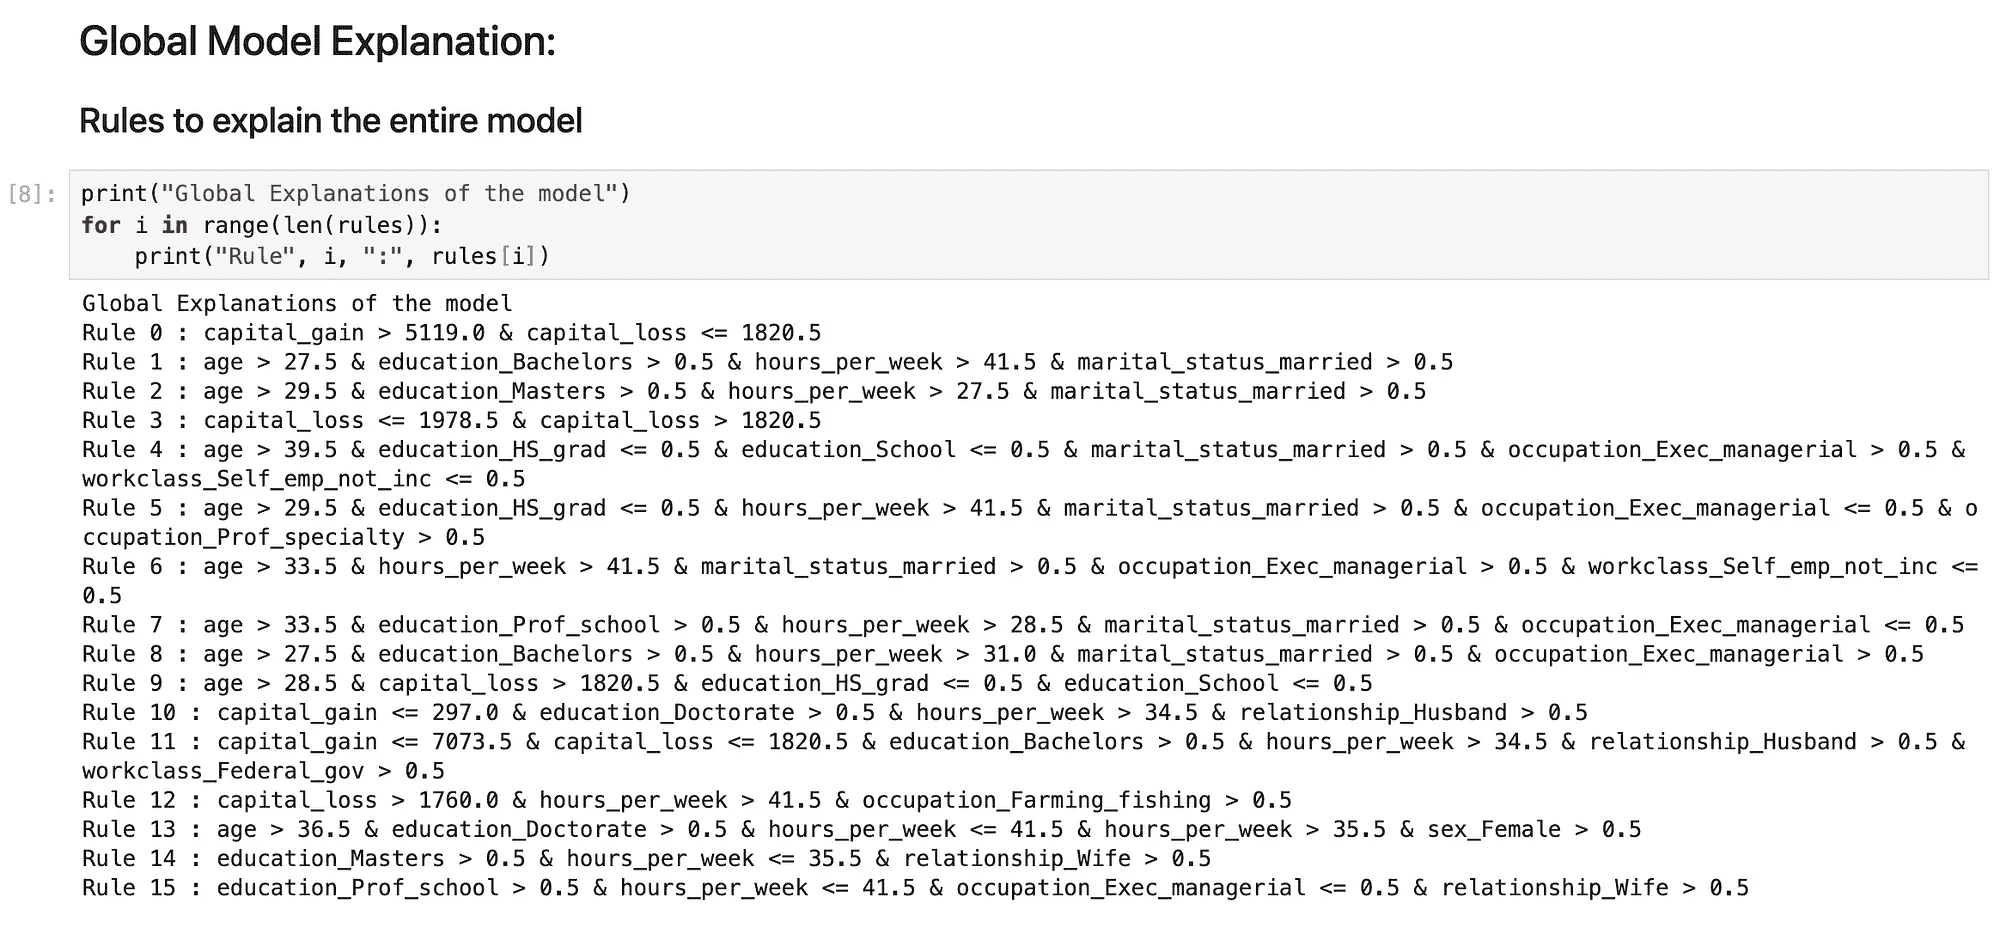 Global Model Explanation:
Rules to explain the entire model
[8]:
print("Global Explanations of the model")
for i in range(len(rules)):
    print("Rule", i, ":", rules[i])
Global Explanations of the model
Rule 0 : capital_gain > 5119.0 & capital_loss <= 1820.5
Rule 1 : age > 27.5 & education_Bachelors > 0.5 & hours_per_week > 41.5 & marital_status_married > 0.5
Rule 2 : age > 29.5 & education_Masters > 0.5 & hours_per_week > 27.5 & marital_status_married > 0.5
Rule 3 : capital_loss <= 1978.5 & capital_loss > 1820.5
Rule 4 : age > 39.5 & education_HS_grad <= 0.5 & education_School <= 0.5 & marital_status_married > 0.5 & occupation_Exec_managerial > 0.5 &
workclass_Self_emp_not_inc <= 0.5
Rule 5 : age > 29.5 & education_HS_grad <= 0.5 & hours_per_week > 41.5 & marital_status_married > 0.5 & occupation_Exec_managerial <= 0.5 & o
ccupation_Prof_specialty > 0.5
Rule 6 : age > 33.5 & hours_per_week > 41.5 & marital_status_married > 0.5 & occupation_Exec_managerial > 0.5 & workclass_Self_emp_not_inc <=
0.5
Rule 7 : age > 33.5 & education_Prof_school > 0.5 & hours_per_week > 28.5 & marital_status_married > 0.5 & occupation_Exec_managerial <= 0.5
Rule 8 : age > 27.5 & education_Bachelors > 0.5 & hours_per_week > 31.0 & marital_status_married > 0.5 & occupation_Exec_managerial > 0.5
Rule 9 : age > 28.5 & capital_loss > 1820.5 & education_HS_grad <= 0.5 & education_School <= 0.5
Rule 10 : capital_gain <= 297.0 & education_Doctorate > 0.5 & hours_per_week > 34.5 & relationship_Husband > 0.5
Rule 11 : capital_gain <= 7073.5 & capital_loss <= 1820.5 & education_Bachelors > 0.5 & hours_per_week > 34.5 & relationship_Husband > 0.5 &
workclass_Federal_gov > 0.5
Rule 12 : capital_loss > 1760.0 & hours_per_week > 41.5 & occupation_Farming_fishing > 0.5
Rule 13 : age > 36.5 & education_Doctorate > 0.5 & hours_per_week <= 41.5 & hours_per_week > 35.5 & sex_Female > 0.5
Rule 14 : education_Masters > 0.5 & hours_per_week <= 35.5 & relationship_Wife > 0.5
Rule 15 : education_Prof_school > 0.5 & hours_per_week <= 41.5 & occupation_Exec_managerial <= 0.5 & relationship_Wife > 0.5